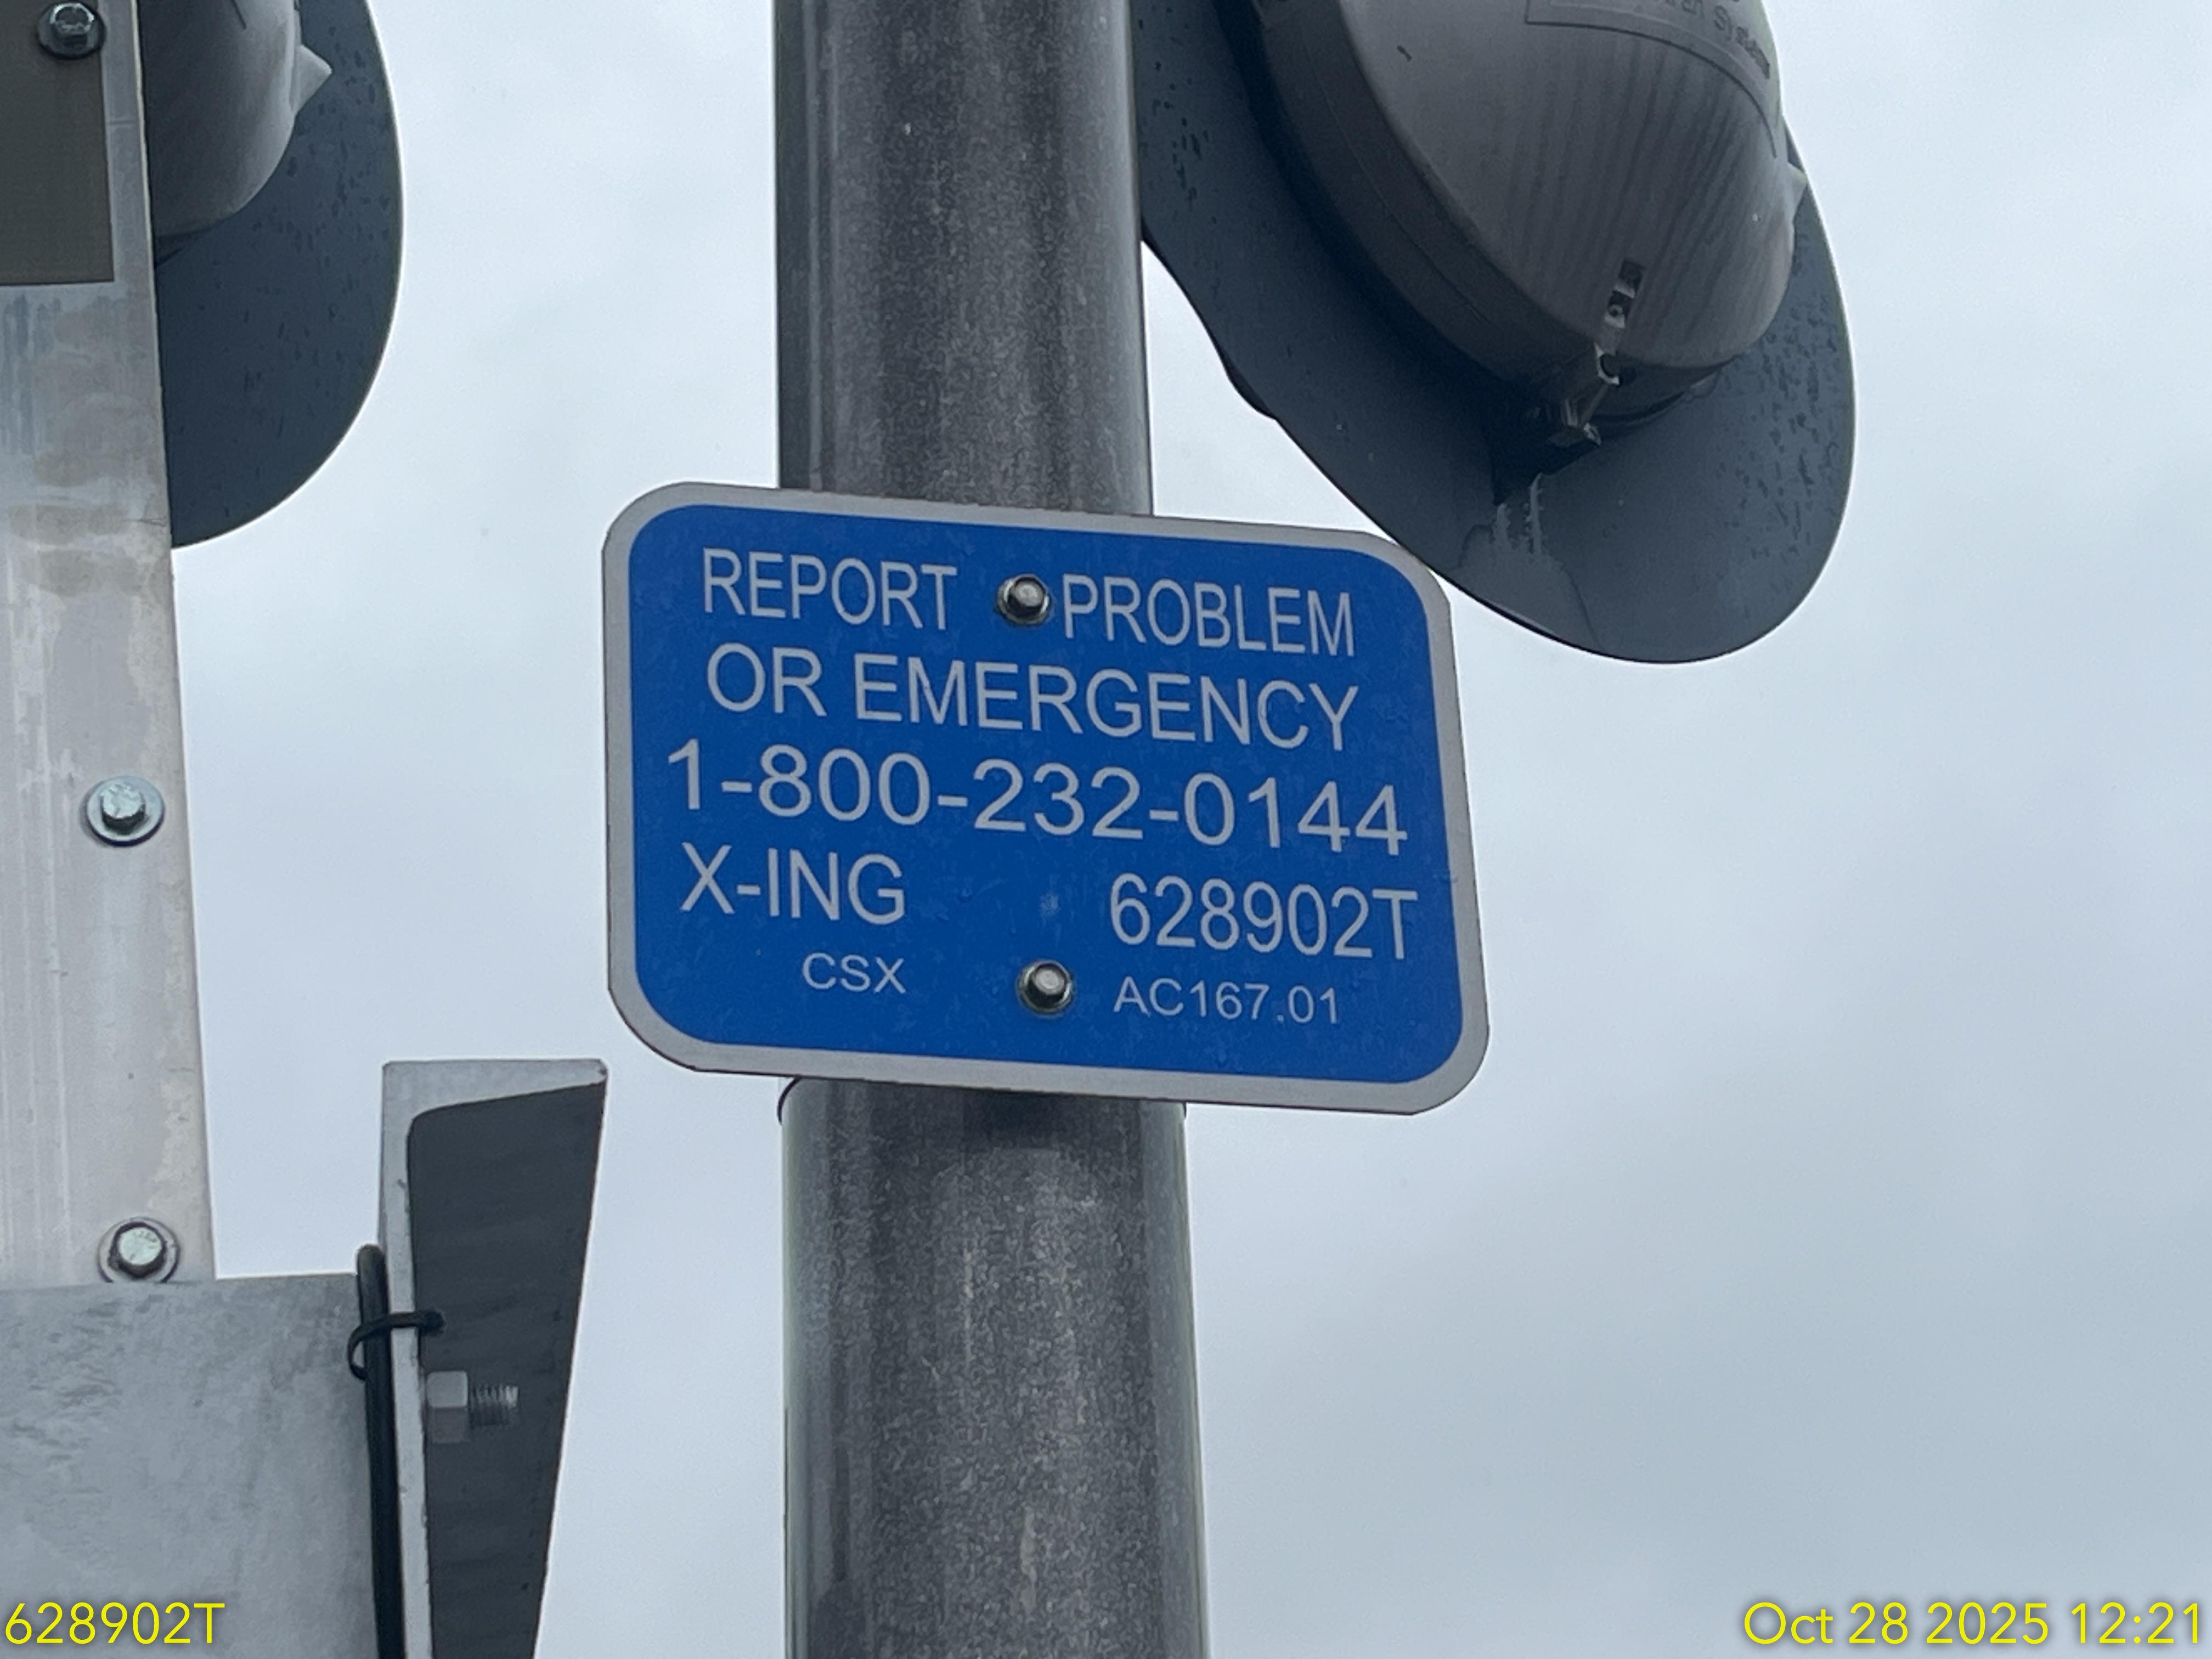 REPORT PROBLEM
OR EMERGENCY
1-800-232-0144
X-ING 628902T
CSX AC167.01
628902T
Oct 28 2025 12:21